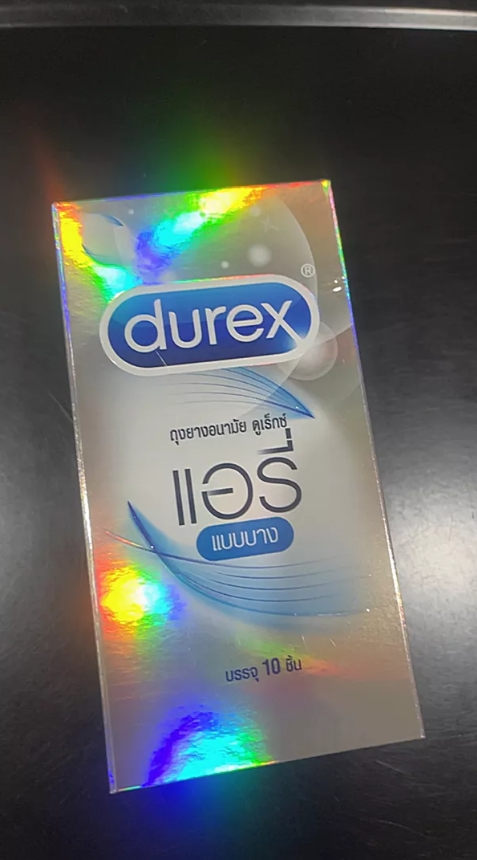 durex®
ถุงยางอนามัย ดูเร็กซ์
แอรี่
แบบบาง
บรรจุ 10 ชิ้น